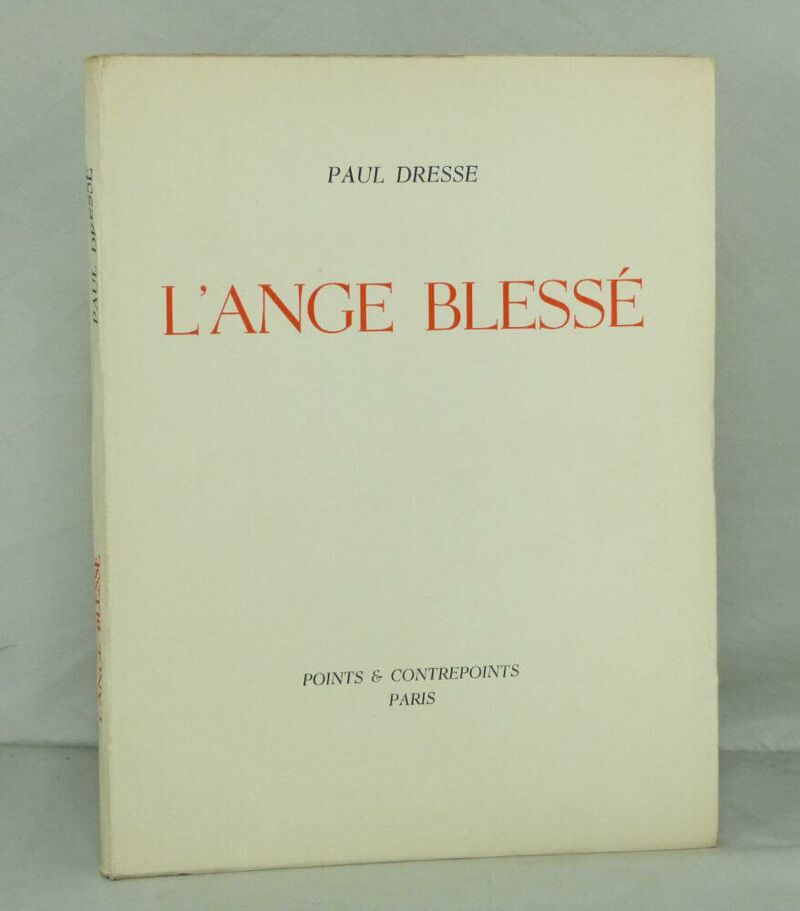 PAUL DRESSE
L'ANGE BLESSÉ
POINTS & CONTREPOINTS
PARIS
PAUL DRESSE
L'ANGE BLESSÉ